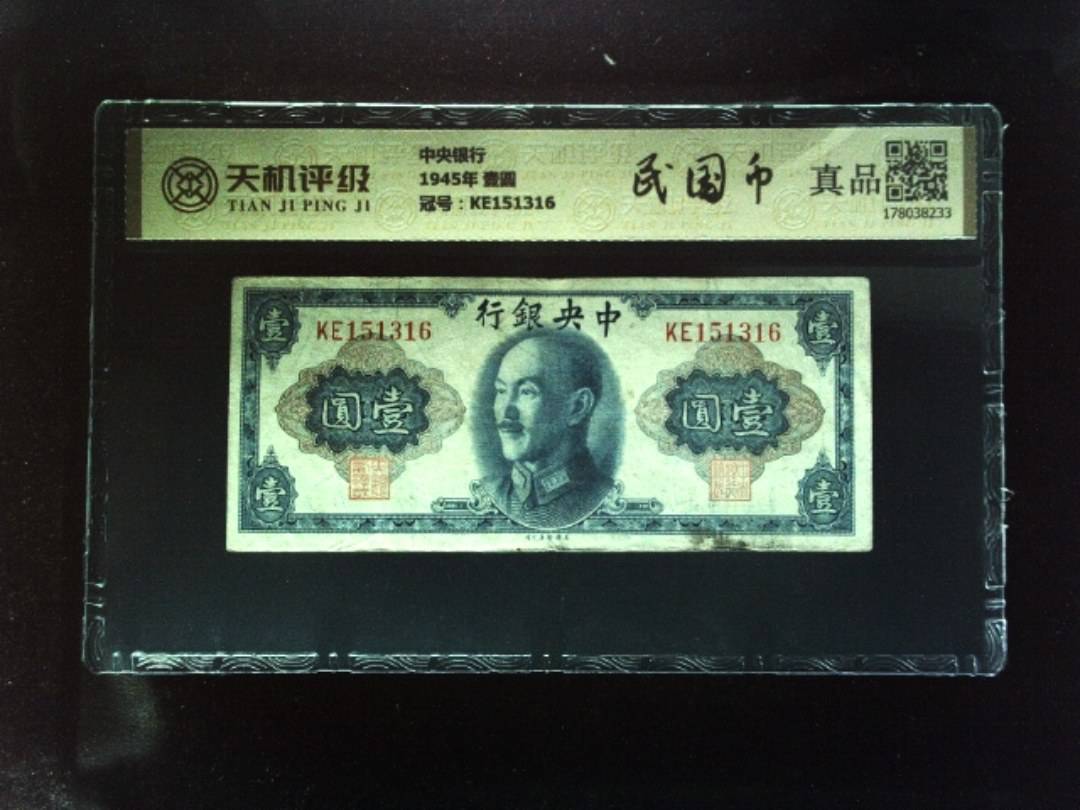 天机评级
TIAN JI PING JI
中央银行
1945年 壹圆
冠号：KE151316
民国币
真品
178038233
行銀央中
KE151316
KE151316
壹
壹
圓壹
圓壹
壹
壹